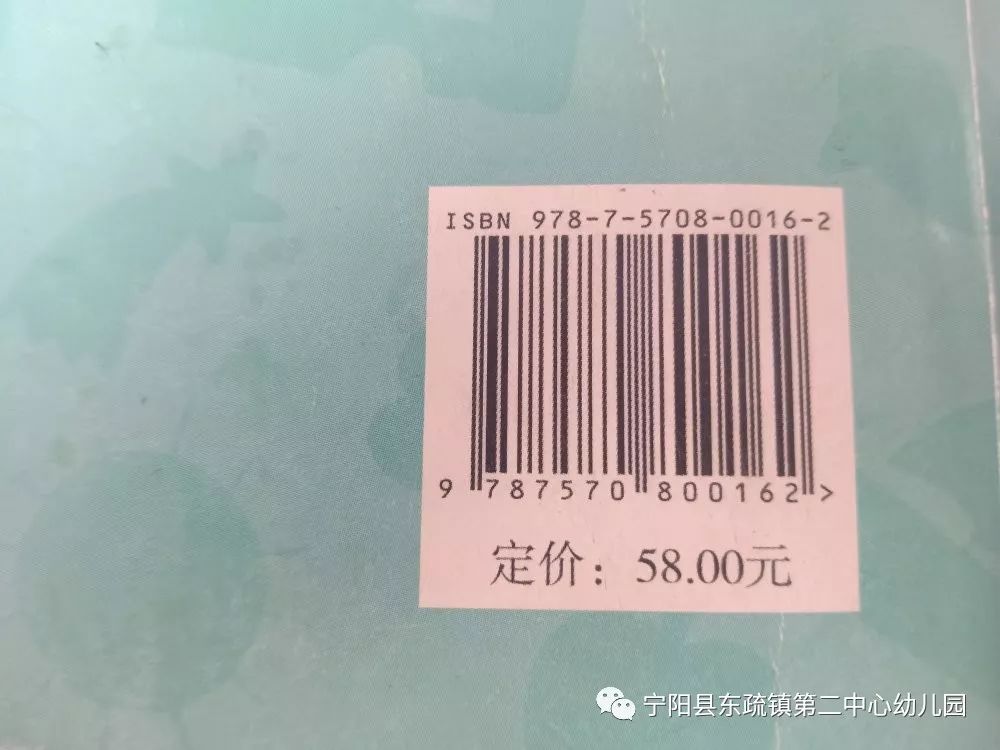 ISBN 978-7-5708-0016-2
9 787570 800162 >
定价：58.00元
宁阳县东疏镇第二中心幼儿园